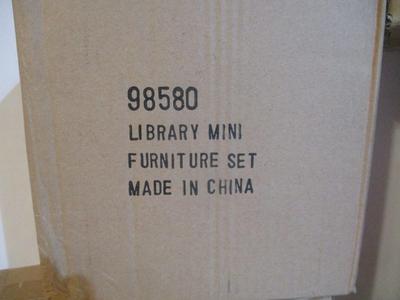 98580
LIBRARY MINI
FURNITURE SET
MADE IN CHINA